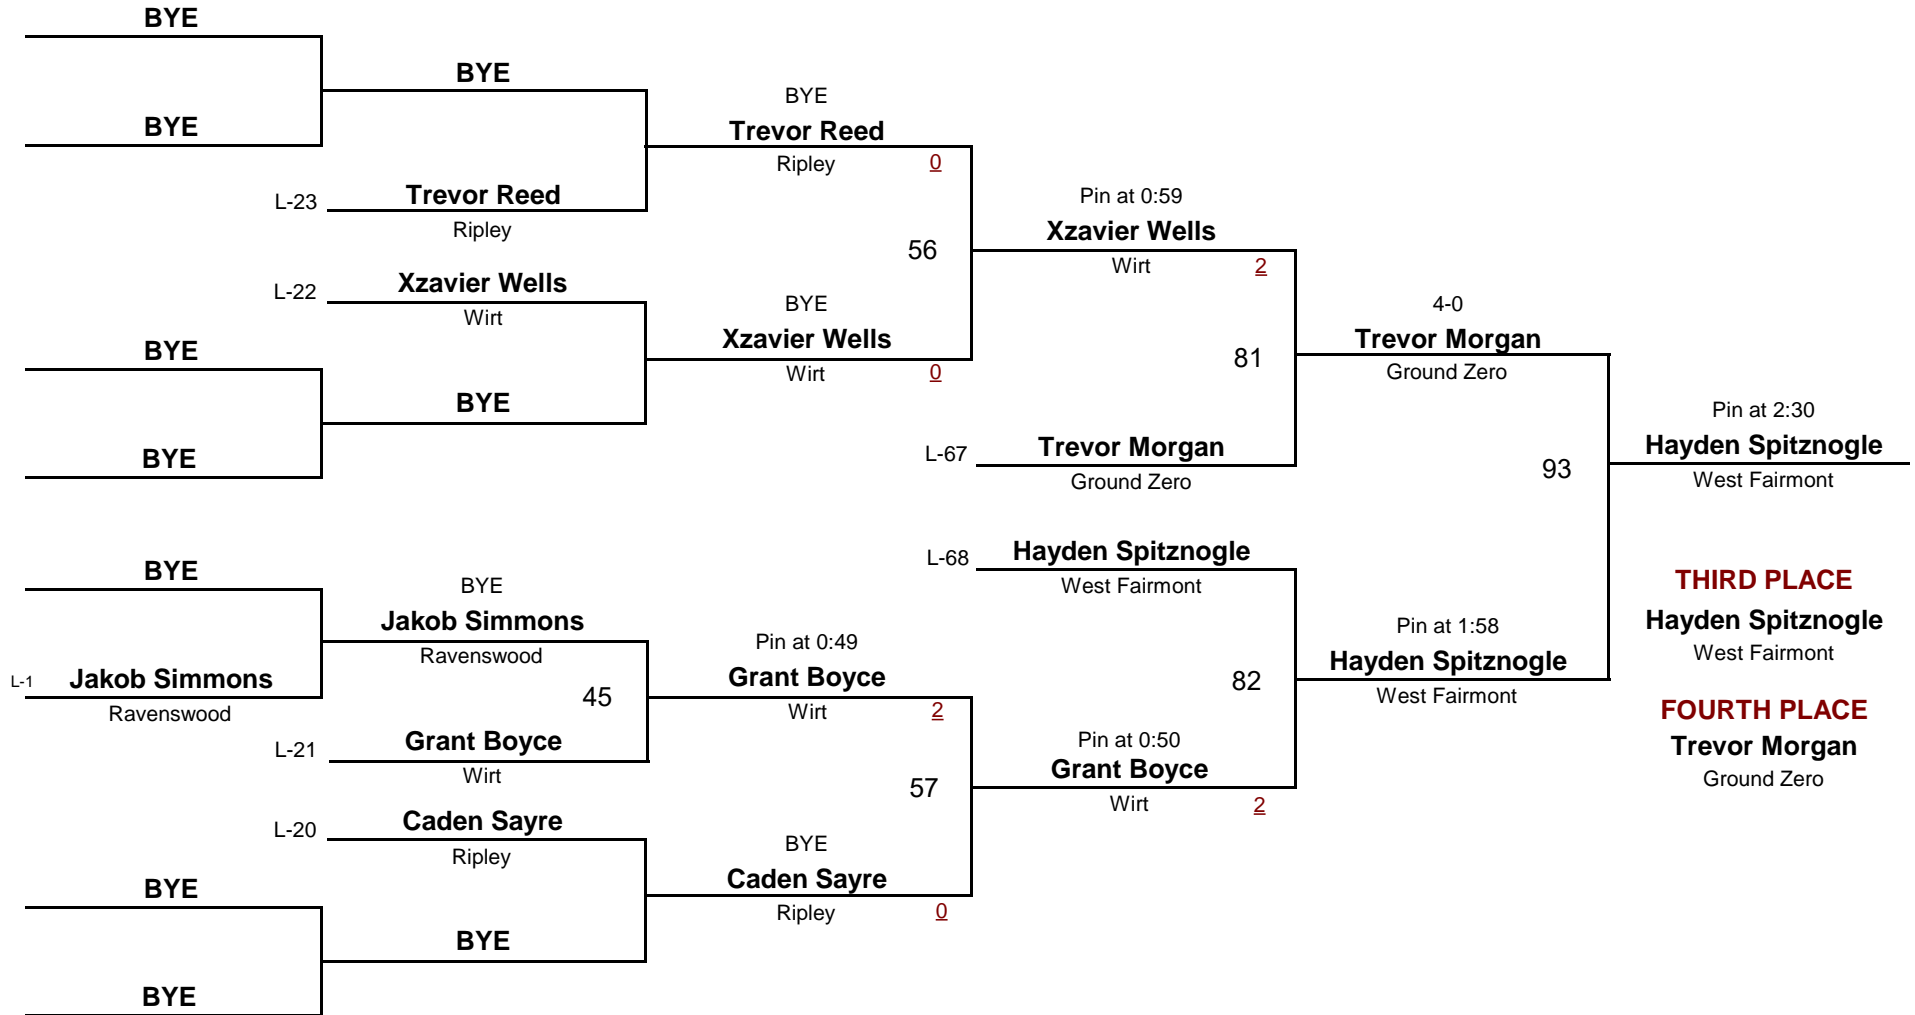 BYE
BYE
BYE
BYE
Trevor Reed
Ripley 0
L-23 Trevor Reed
Ripley
56
Pin at 0:59
Xzavier Wells
Wirt 2
L-22 Xzavier Wells
Wirt
BYE
Xzavier Wells
Wirt 0
BYE
BYE
BYE
81
4-0
Trevor Morgan
Ground Zero
L-67 Trevor Morgan
Ground Zero
93
Pin at 2:30
Hayden Spitznogle
West Fairmont
L-68 Hayden Spitznogle
West Fairmont
BYE
BYE
Jakob Simmons
Ravenswood
L-1 Jakob Simmons
Ravenswood
45
Pin at 0:49
Grant Boyce
Wirt 2
L-21 Grant Boyce
Wirt
82
Pin at 1:58
Hayden Spitznogle
West Fairmont
57
Pin at 0:50
Grant Boyce
Wirt 2
L-20 Caden Sayre
Ripley
BYE
Caden Sayre
Ripley 0
BYE
BYE
BYE
THIRD PLACE
Hayden Spitznogle
West Fairmont
FOURTH PLACE
Trevor Morgan
Ground Zero